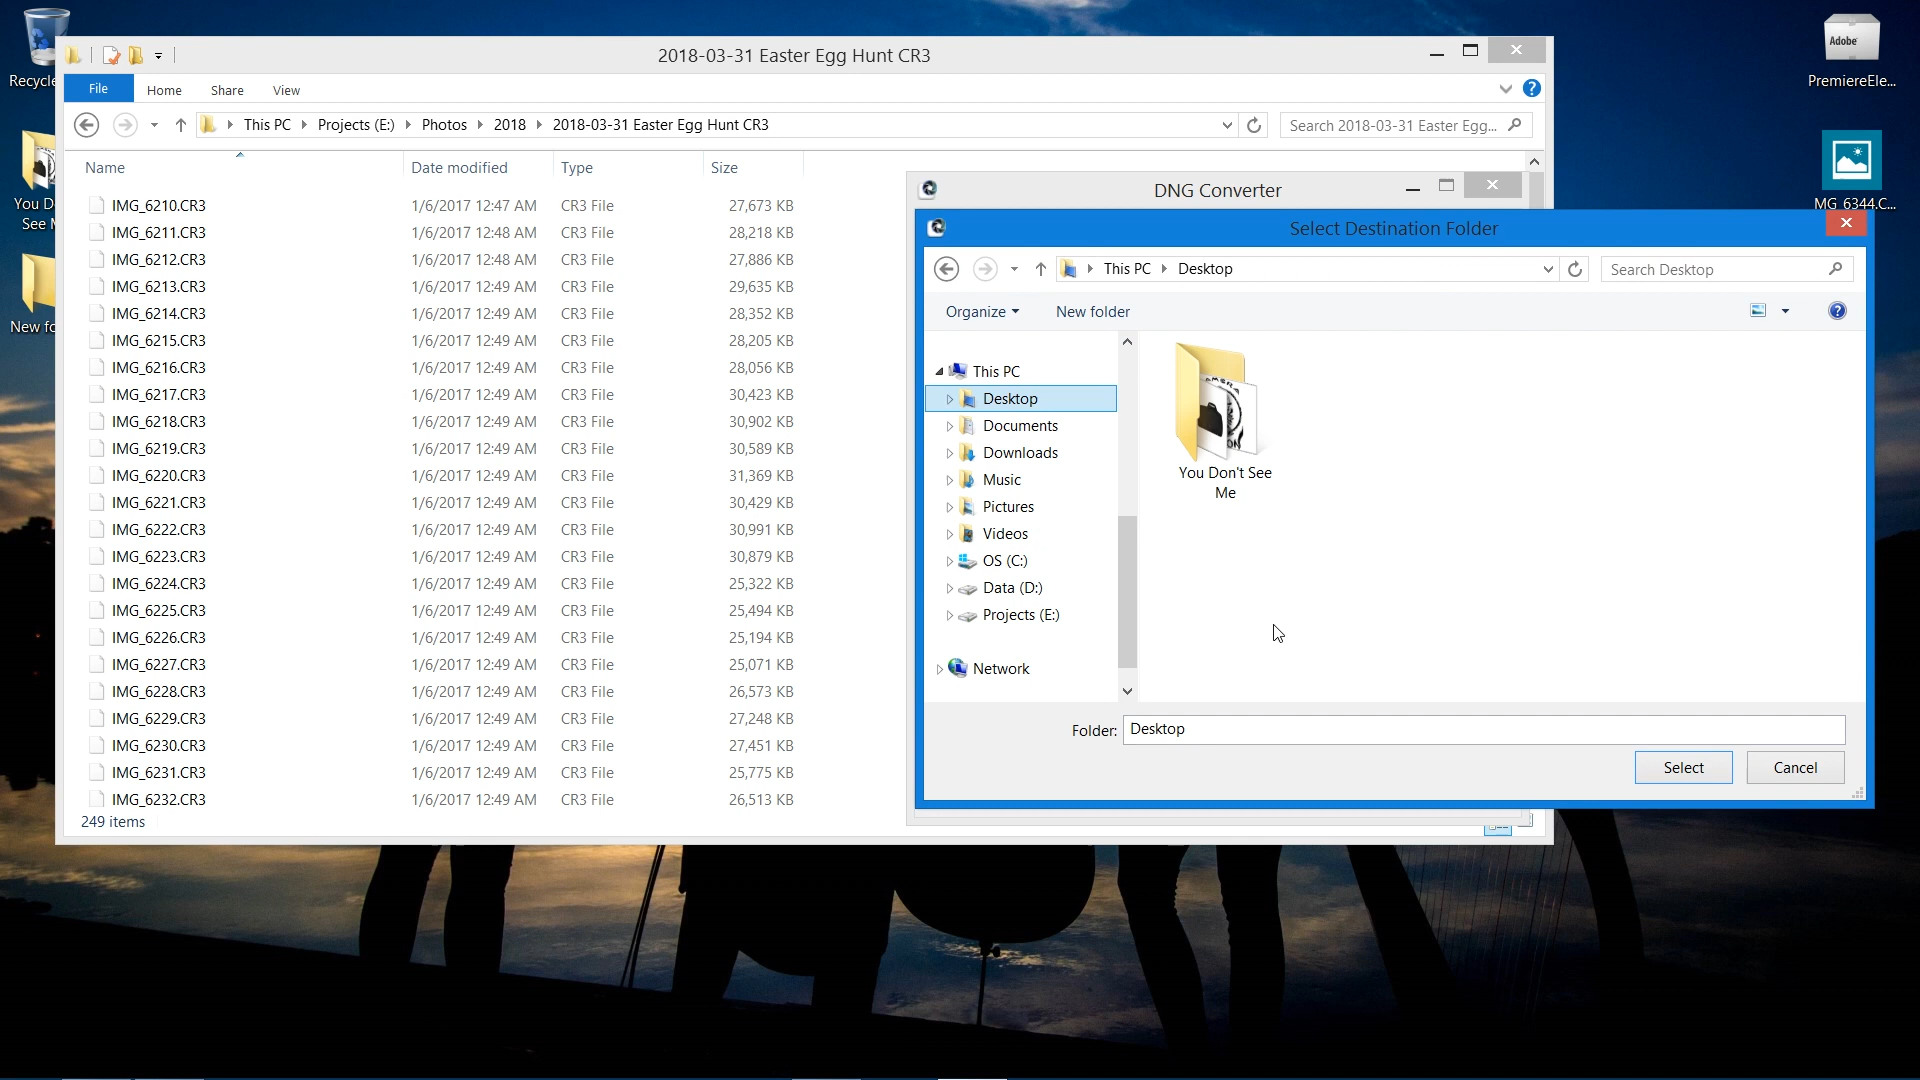 Recycle
2018-03-31 Easter Egg Hunt CR3
Adobe
PremiereEle...
File Home Share View
This PC Projects (E:) Photos 2018 2018-03-31 Easter Egg Hunt CR3
Search 2018-03-31 Easter Egg...
Name Date modified Type Size
You D
See M
New fo
MG_6344.C...
IMG_6210.CR3 1/6/2017 12:47 AM CR3 File 27,673 KB
IMG_6211.CR3 1/6/2017 12:48 AM CR3 File 28,218 KB
IMG_6212.CR3 1/6/2017 12:48 AM CR3 File 27,886 KB
IMG_6213.CR3 1/6/2017 12:49 AM CR3 File 29,635 KB
IMG_6214.CR3 1/6/2017 12:49 AM CR3 File 28,352 KB
IMG_6215.CR3 1/6/2017 12:49 AM CR3 File 28,205 KB
IMG_6216.CR3 1/6/2017 12:49 AM CR3 File 28,056 KB
IMG_6217.CR3 1/6/2017 12:49 AM CR3 File 30,423 KB
IMG_6218.CR3 1/6/2017 12:49 AM CR3 File 30,902 KB
IMG_6219.CR3 1/6/2017 12:49 AM CR3 File 30,589 KB
IMG_6220.CR3 1/6/2017 12:49 AM CR3 File 31,369 KB
IMG_6221.CR3 1/6/2017 12:49 AM CR3 File 30,429 KB
IMG_6222.CR3 1/6/2017 12:49 AM CR3 File 30,991 KB
IMG_6223.CR3 1/6/2017 12:49 AM CR3 File 30,879 KB
IMG_6224.CR3 1/6/2017 12:49 AM CR3 File 25,322 KB
IMG_6225.CR3 1/6/2017 12:49 AM CR3 File 25,494 KB
IMG_6226.CR3 1/6/2017 12:49 AM CR3 File 25,194 KB
IMG_6227.CR3 1/6/2017 12:49 AM CR3 File 25,071 KB
IMG_6228.CR3 1/6/2017 12:49 AM CR3 File 26,573 KB
IMG_6229.CR3 1/6/2017 12:49 AM CR3 File 27,248 KB
IMG_6230.CR3 1/6/2017 12:49 AM CR3 File 27,451 KB
IMG_6231.CR3 1/6/2017 12:49 AM CR3 File 25,775 KB
IMG_6232.CR3 1/6/2017 12:49 AM CR3 File 26,513 KB
249 items
DNG Converter
Select Destination Folder
This PC Desktop
Search Desktop
Organize New folder
This PC
Desktop
Documents
Downloads
Music
Pictures
Videos
OS (C:)
Data (D:)
Projects (E:)
Network
You Don't See
Me
Folder: Desktop
Select Cancel